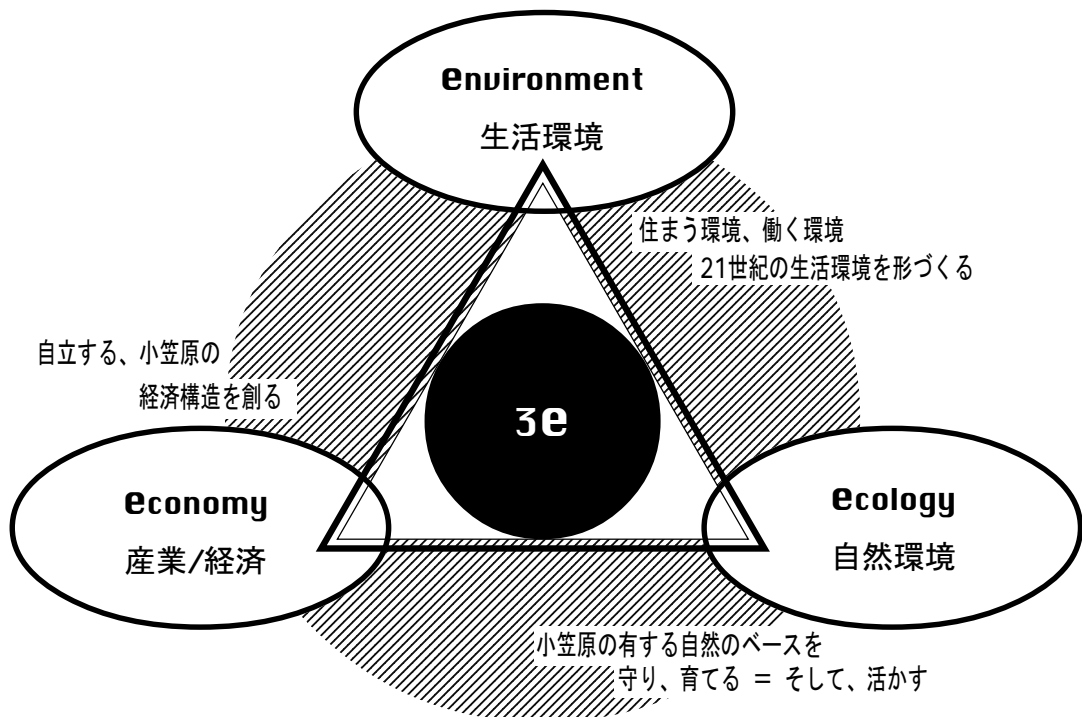 environment
生活環境
住まう環境、働く環境
21世紀の生活環境を形づくる
自立する、小笠原の
経済構造を創る
3e
economy
産業/経済
ecology
自然環境
小笠原の有する自然のベースを
守り、育てる = そして、活かす